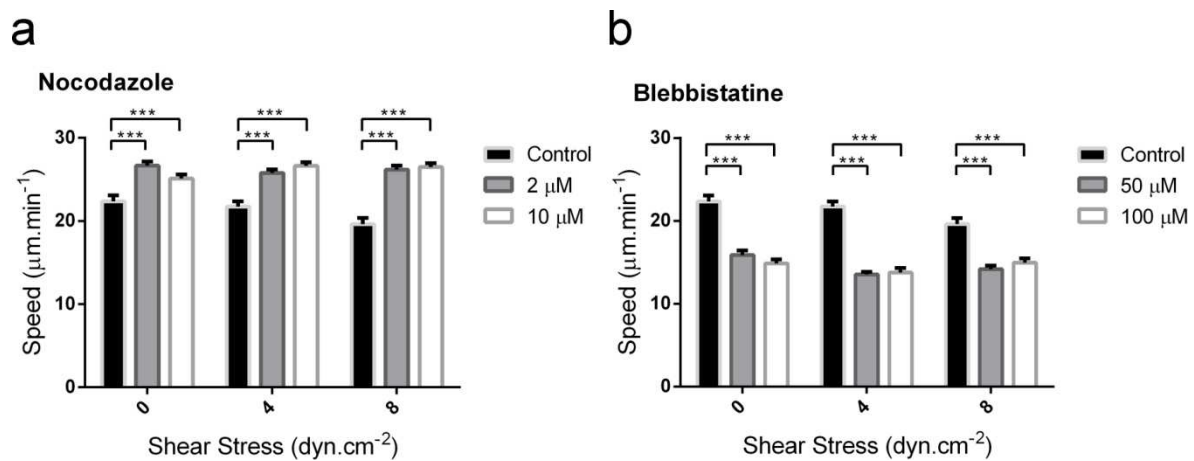 a
Nocodazole
*** *** ***
*** *** ***
30
20
10
0
Speed (μm.min⁻¹)
0 4 8
Shear Stress (dyn.cm⁻²)
Control
2 μM
10 μM
b
Blebbistatine
*** *** ***
*** *** ***
30
20
10
0
Speed (μm.min⁻¹)
0 4 8
Shear Stress (dyn.cm⁻²)
Control
50 μM
100 μM